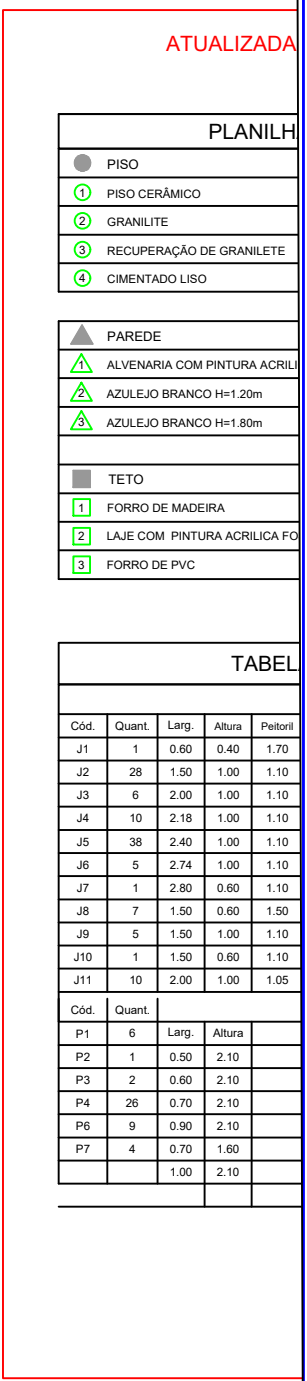 ATUALIZADA
PLANILH
PISO
1 PISO CERÂMICO
2 GRANILITE
3 RECUPERAÇÃO DE GRANILETE
4 CIMENTADO LISO
PAREDE
1 ALVENARIA COM PINTURA ACRILI
2 AZULEJO BRANCO H=1.20m
3 AZULEJO BRANCO H=1.80m
TETO
1 FORRO DE MADEIRA
2 LAJE COM PINTURA ACRILICA FO
3 FORRO DE PVC
TABEL
Cód. Quant. Larg. Altura Peitoril
J1 1 0.60 0.40 1.70
J2 28 1.50 1.00 1.10
J3 6 2.00 1.00 1.10
J4 10 2.18 1.00 1.10
J5 38 2.40 1.00 1.10
J6 5 2.74 1.00 1.10
J7 1 2.80 0.60 1.10
J8 7 1.50 0.60 1.50
J9 5 1.50 1.00 1.10
J10 1 1.50 0.60 1.10
J11 10 2.00 1.00 1.05
Cód. Quant.
P1 6 Larg. Altura
P2 1 0.50 2.10
P3 2 0.60 2.10
P4 26 0.70 2.10
P6 9 0.90 2.10
P7 4 0.70 1.60
1.00 2.10